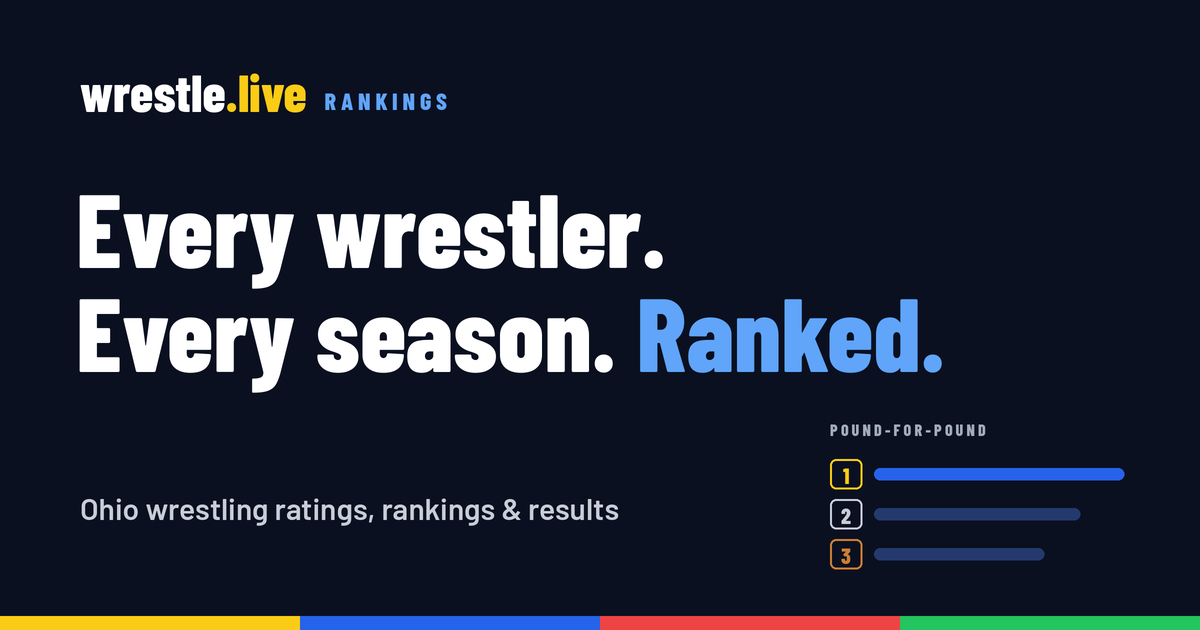 wrestle.live RANKINGS
Every wrestler.
Every season. Ranked.
POUND-FOR-POUND
1
2
3
Ohio wrestling ratings, rankings & results